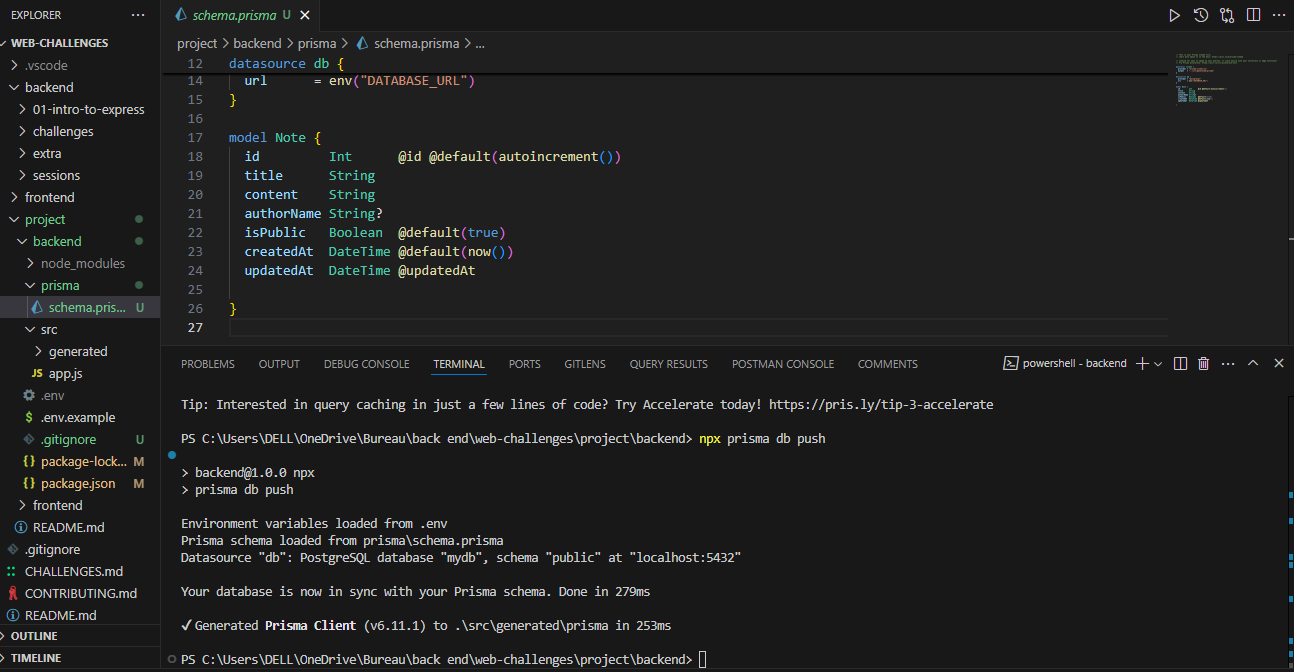 EXPLORER
WEB-CHALLENGES
.vscode
backend
01-intro-to-express
challenges
extra
sessions
frontend
project
backend
node_modules
prisma
schema.pris... U
src
generated
JS app.js
.env
$ .env.example
.gitignore U
{} package-lock... M
{} package.json M
frontend
README.md
.gitignore
CHALLENGES.md
CONTRIBUTING.md
README.md
OUTLINE
TIMELINE
schema.prisma U
project > backend > prisma > schema.prisma > ...
12 datasource db {
14 url = env("DATABASE_URL")
15 }
16
17 model Note {
18 id Int @id @default(autoincrement())
19 title String
20 content String
21 authorName String?
22 isPublic Boolean @default(true)
23 createdAt DateTime @default(now())
24 updatedAt DateTime @updatedAt
25
26 }
27
PROBLEMS OUTPUT DEBUG CONSOLE TERMINAL PORTS GITLENS QUERY RESULTS POSTMAN CONSOLE COMMENTS powershell - backend
Tip: Interested in query caching in just a few lines of code? Try Accelerate today! https://pris.ly/tip-3-accelerate
PS C:\Users\DELL\OneDrive\Bureau\back end\web-challenges\project\backend> npx prisma db push
> backend@1.0.0 npx
> prisma db push
Environment variables loaded from .env
Prisma schema loaded from prisma\schema.prisma
Datasource "db": PostgreSQL database "mydb", schema "public" at "localhost:5432"
Your database is now in sync with your Prisma schema. Done in 279ms
✓ Generated Prisma Client (v6.11.1) to .\src\generated\prisma in 253ms
PS C:\Users\DELL\OneDrive\Bureau\back end\web-challenges\project\backend>